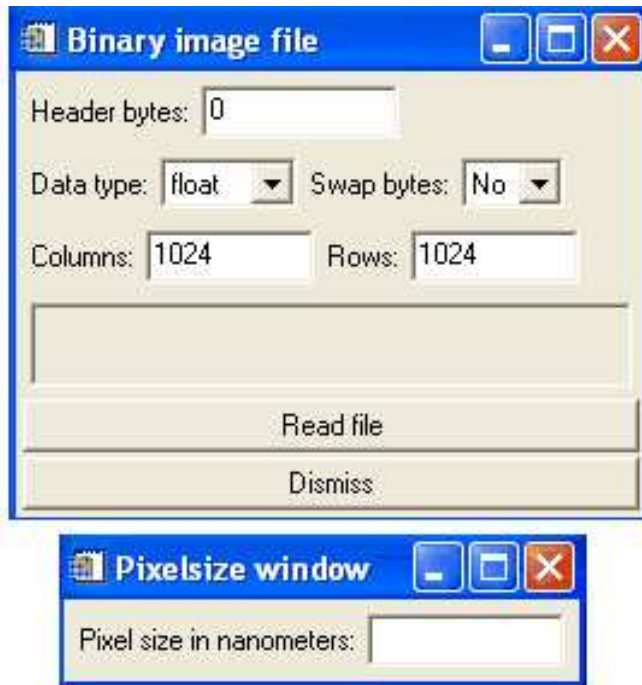 Binary image file
Header bytes: 0
Data type: float Swap bytes: No
Columns: 1024 Rows: 1024
Read file
Dismiss
Pixelsize window
Pixel size in nanometers: